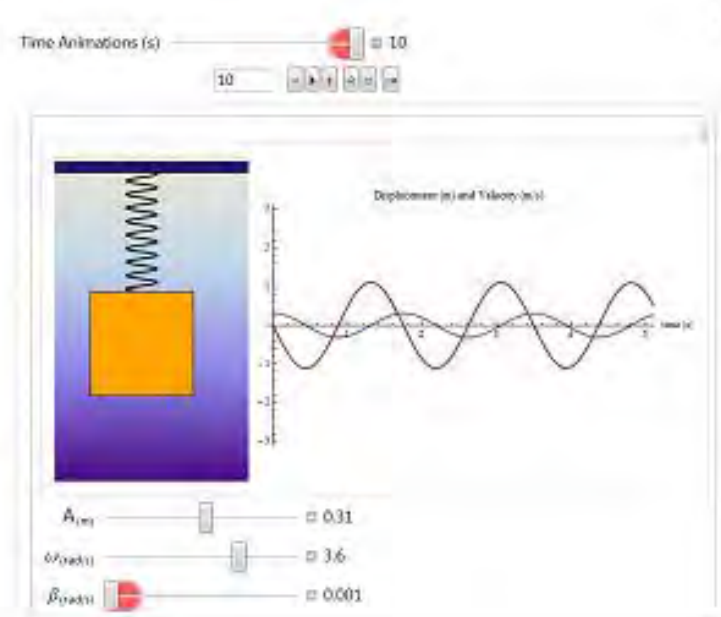 Time Animations (s) 10
10
Displacement (m) and Velocity (m/s)
3
2
1
-1
-2
-3
1 2 3 4 5 time (s)
A(m) 0.31
ω(rad/s) 3.6
β(rad/s) 0.001